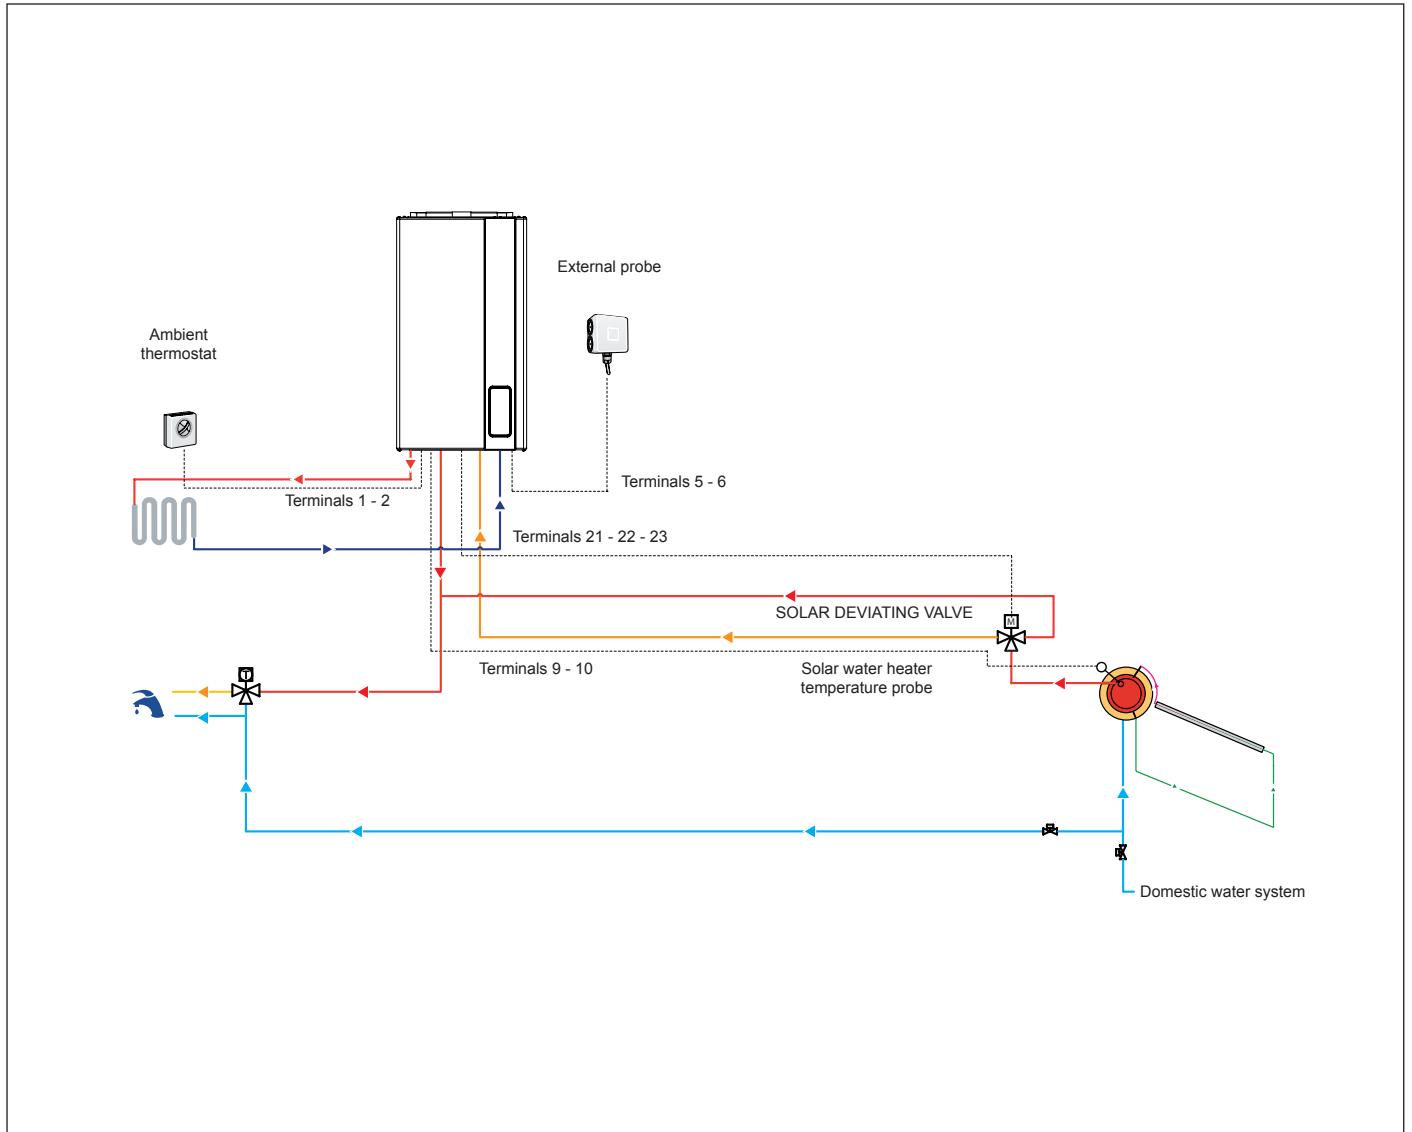 External probe
Ambient
thermostat
Terminals 5 - 6
Terminals 1 - 2
Terminals 21 - 22 - 23
SOLAR DEVIATING VALVE
M
Terminals 9 - 10
Solar water heater
temperature probe
T
Domestic water system